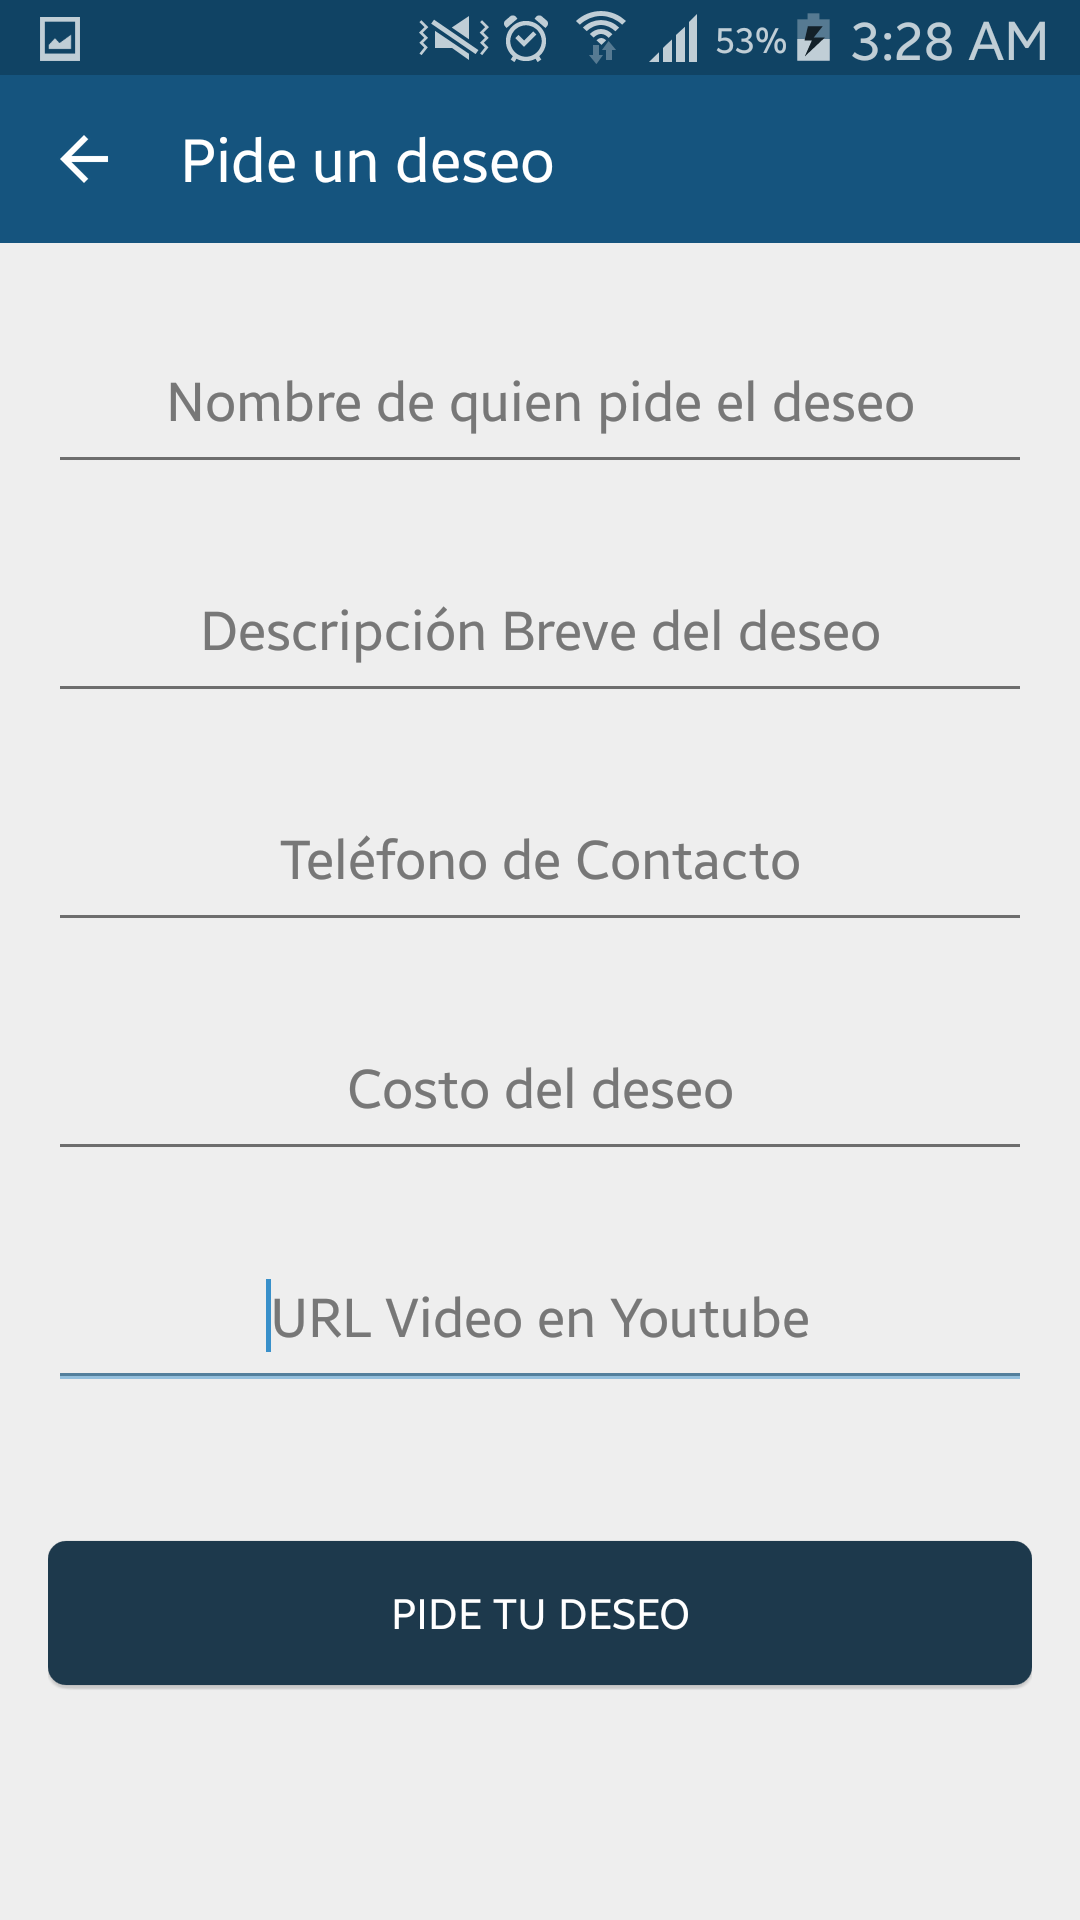 53% 3:28 AM
Pide un deseo
Nombre de quien pide el deseo
Descripción Breve del deseo
Teléfono de Contacto
Costo del deseo
URL Video en Youtube
PIDE TU DESEO